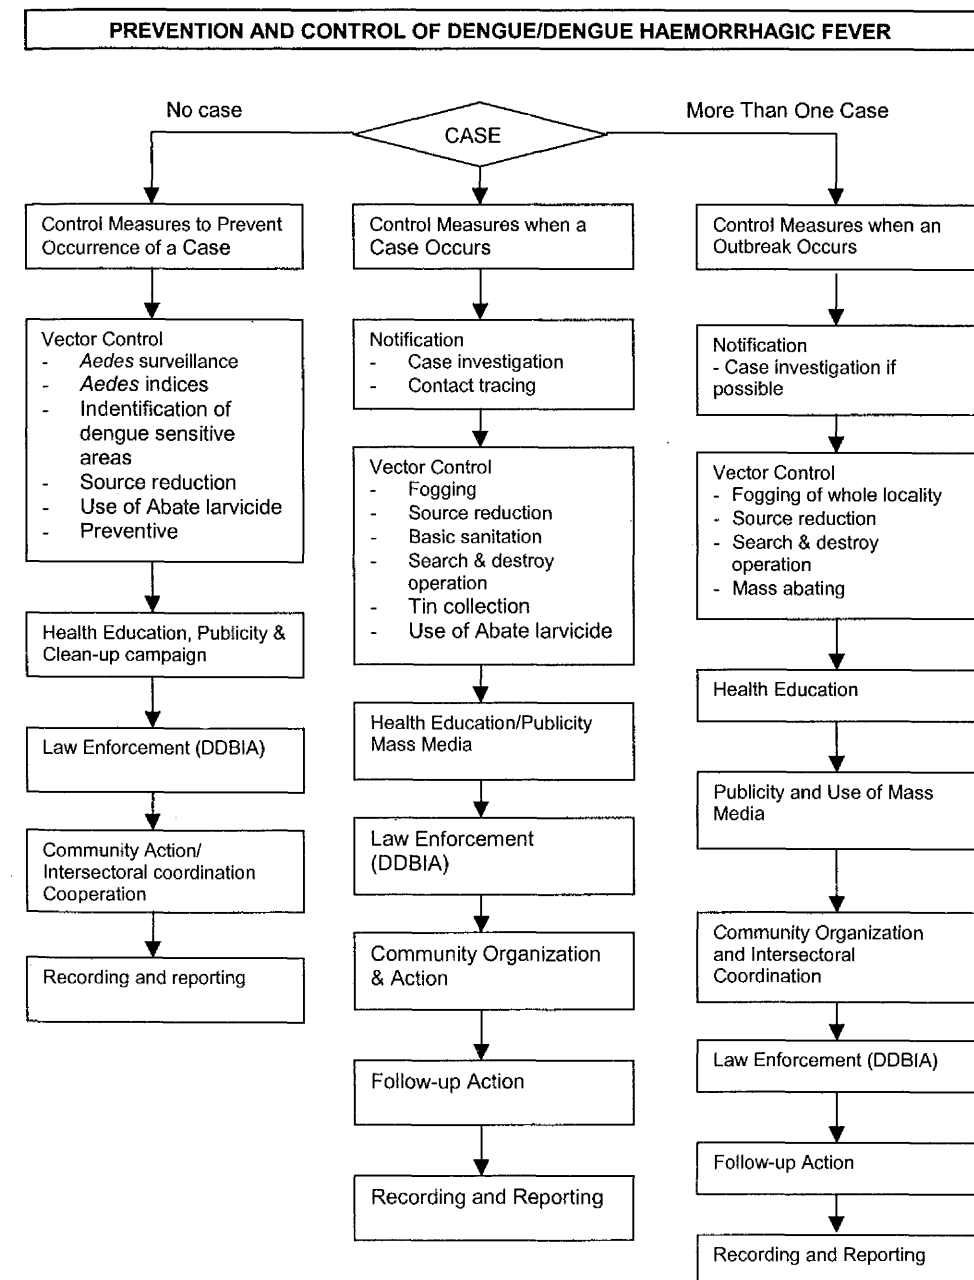 PREVENTION AND CONTROL OF DENGUE/DENGUE HAEMORRHAGIC FEVER
No case
More Than One Case
CASE
Control Measures to Prevent
Occurrence of a Case
Vector Control
- Aedes surveillance
- Aedes indices
- Indentification of
dengue sensitive
areas
- Source reduction
- Use of Abate larvicide
- Preventive
Health Education, Publicity &
Clean-up campaign
Law Enforcement (DDBIA)
Community Action/
Intersectoral coordination
Cooperation
Recording and reporting
Control Measures when a
Case Occurs
Notification
- Case investigation
- Contact tracing
Vector Control
- Fogging
- Source reduction
- Basic sanitation
- Search & destroy
operation
- Tin collection
- Use of Abate larvicide
Health Education/Publicity
Mass Media
Law Enforcement
(DDBIA)
Community Organization
& Action
Follow-up Action
Recording and Reporting
Control Measures when an
Outbreak Occurs
Notification
- Case investigation if
possible
Vector Control
- Fogging of whole locality
- Source reduction
- Search & destroy
operation
- Mass abating
Health Education
Publicity and Use of Mass
Media
Community Organization
and Intersectoral
Coordination
Law Enforcement (DDBIA)
Follow-up Action
Recording and Reporting